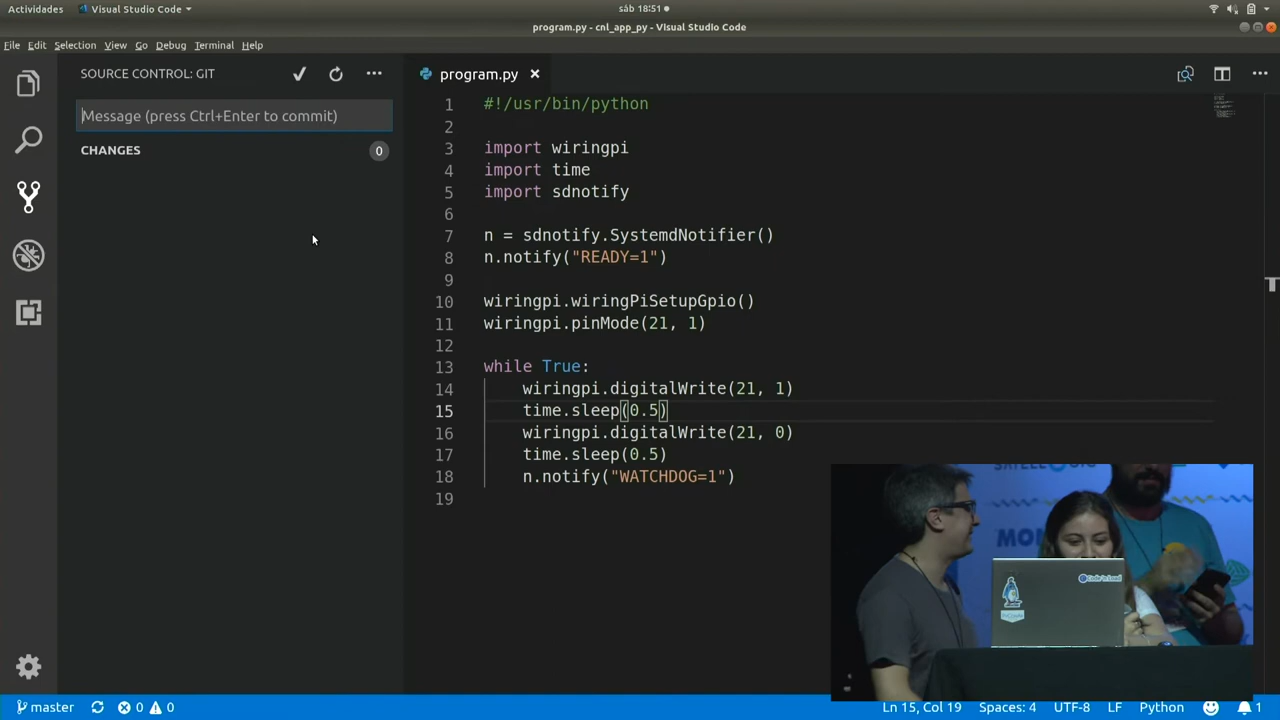 Actividades
Visual Studio Code
sáb 18:51
program.py - cnl_app_py - Visual Studio Code
File Edit Selection View Go Debug Terminal Help
SOURCE CONTROL: GIT
Message (press Ctrl+Enter to commit)
CHANGES
0
program.py
1 #!/usr/bin/python
2
3 import wiringpi
4 import time
5 import sdnotify
6
7 n = sdnotify.SystemdNotifier()
8 n.notify("READY=1")
9
10 wiringpi.wiringPiSetupGpio()
11 wiringpi.pinMode(21, 1)
12
13 while True:
14 wiringpi.digitalWrite(21, 1)
15 time.sleep(0.5)
16 wiringpi.digitalWrite(21, 0)
17 time.sleep(0.5)
18 n.notify("WATCHDOG=1")
19
Code'n Load
master 0 0 Ln 15, Col 19 Spaces: 4 UTF-8 LF Python 1